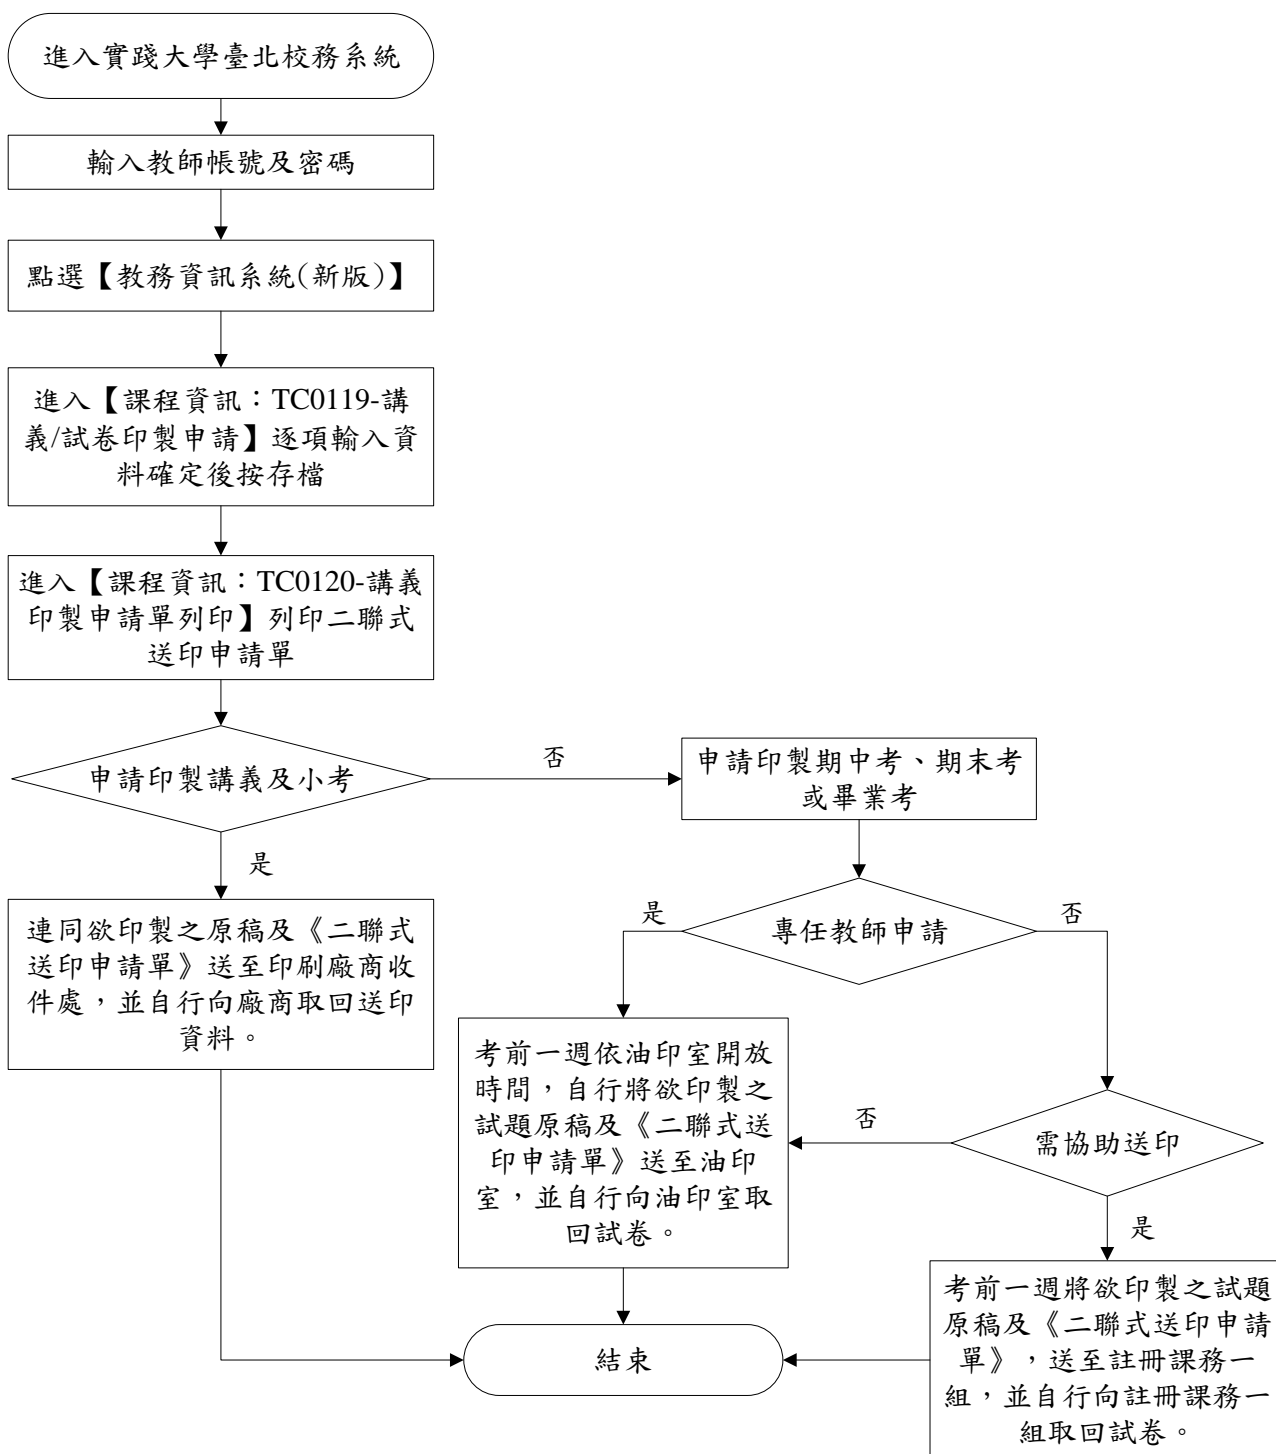 進入實踐大學臺北校務系統
輸入教師帳號及密碼
點選【教務資訊系統(新版)】
進入【課程資訊：TC0119-講
義/試卷印製申請】逐項輸入資
料確定後按存檔
進入【課程資訊：TC0120-講義
印製申請單列印】列印二聯式
送印申請單
申請印製講義及小考
否
申請印製期中考、期末考
或畢業考
是
連同欲印製之原稿及《二聯式
送印申請單》送至印刷廠商收
件處，並自行向廠商取回送印
資料。
專任教師申請
是
否
考前一週依油印室開放
時間，自行將欲印製之
試題原稿及《二聯式送
印申請單》送至油印
室，並自行向油印室取
回試卷。
需協助送印
否
是
考前一週將欲印製之試題
原稿及《二聯式送印申請
單》，送至註冊課務一
組，並自行向註冊課務一
組取回試卷。
結束